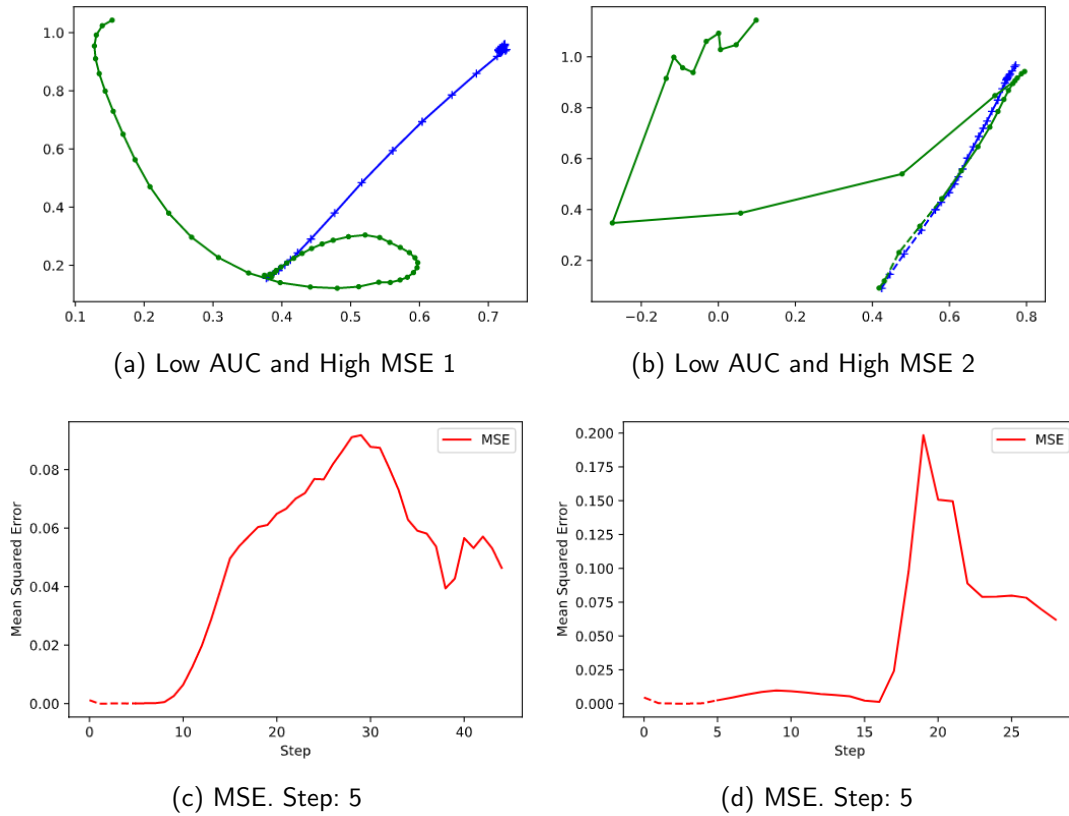 1.0
0.8
0.6
0.4
0.2
0.1 0.2 0.3 0.4 0.5 0.6 0.7
(a) Low AUC and High MSE 1
1.0
0.8
0.6
0.4
0.2
−0.2 0.0 0.2 0.4 0.6 0.8
(b) Low AUC and High MSE 2
MSE
Mean Squared Error
0.08
0.06
0.04
0.02
0.00
0 10 20 30 40
Step
(c) MSE. Step: 5
MSE
Mean Squared Error
0.200
0.175
0.150
0.125
0.100
0.075
0.050
0.025
0.000
0 5 10 15 20 25
Step
(d) MSE. Step: 5